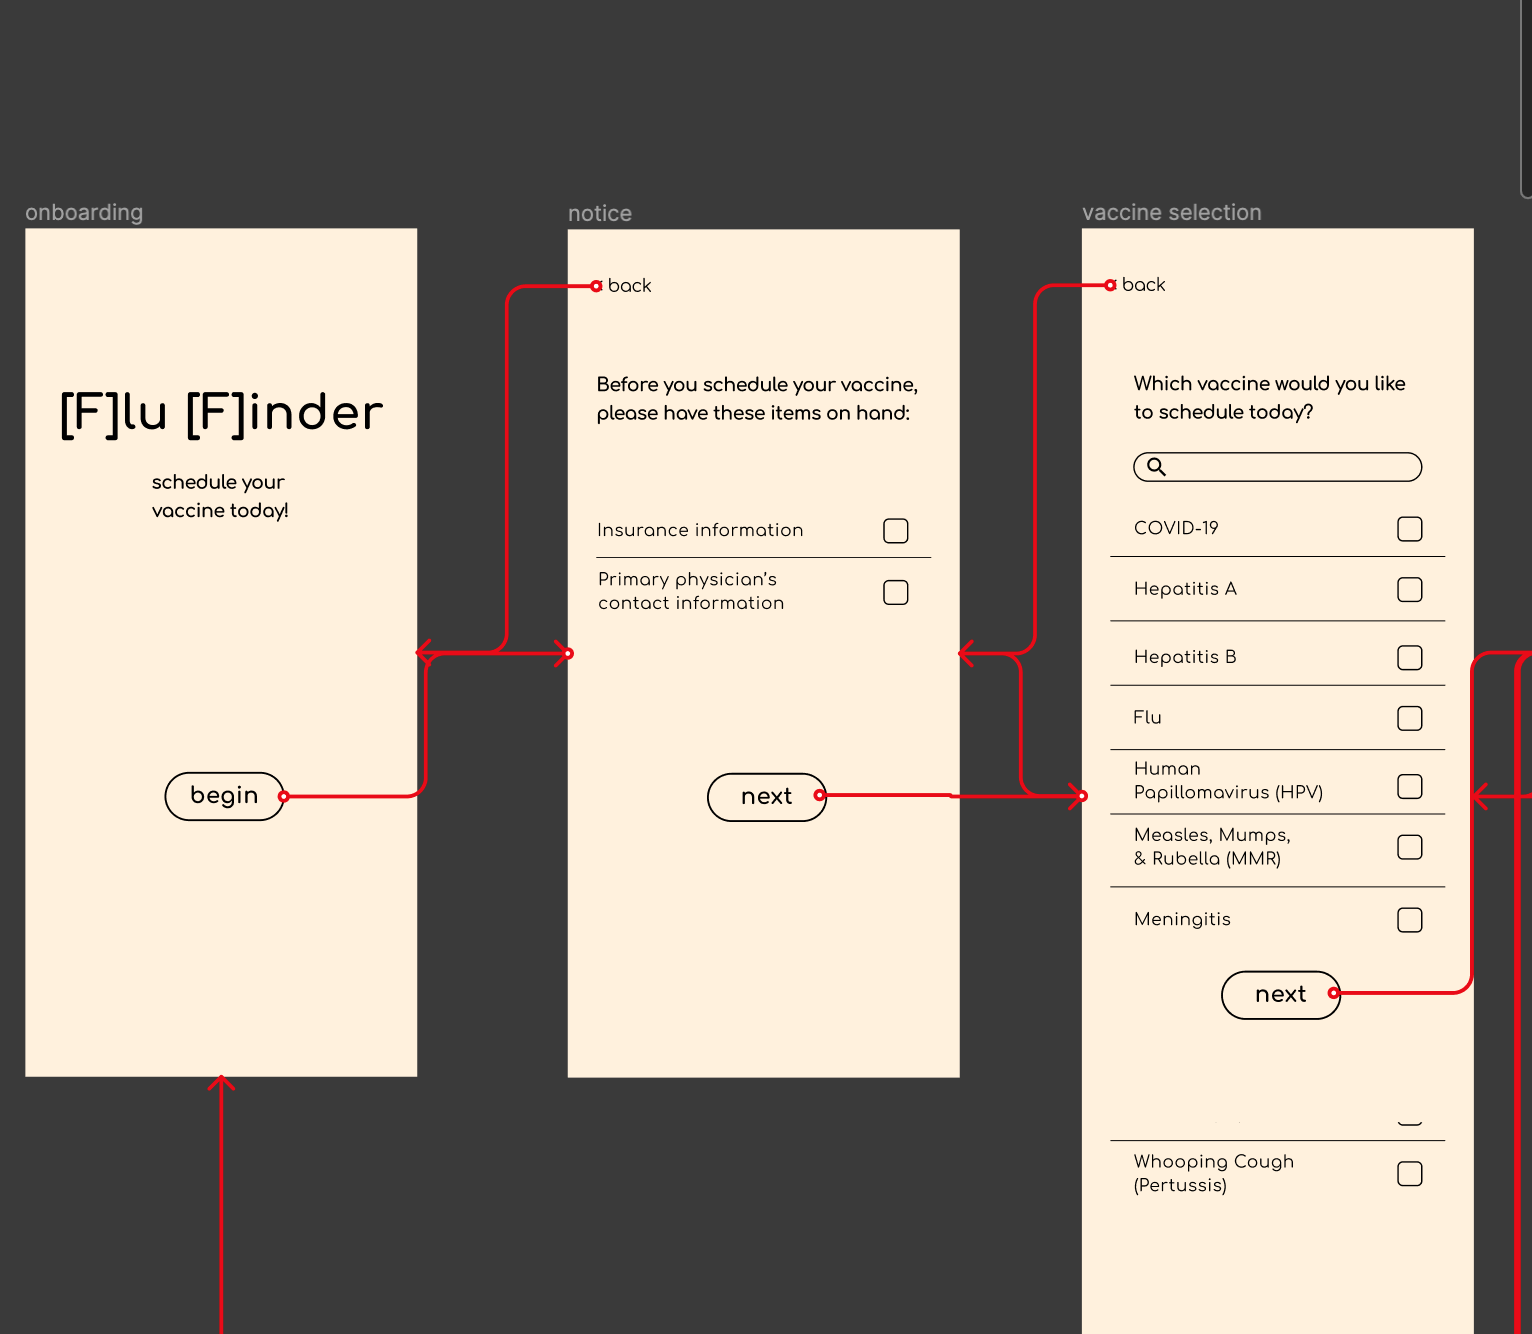 onboarding
[F]lu [F]inder
schedule your
vaccine today!
begin
notice
back
Before you schedule your vaccine,
please have these items on hand:
Insurance information
Primary physician's
contact information
next
vaccine selection
back
Which vaccine would you like
to schedule today?
COVID-19
Hepatitis A
Hepatitis B
Flu
Human
Papillomavirus (HPV)
Measles, Mumps,
& Rubella (MMR)
Meningitis
next
Whooping Cough
(Pertussis)